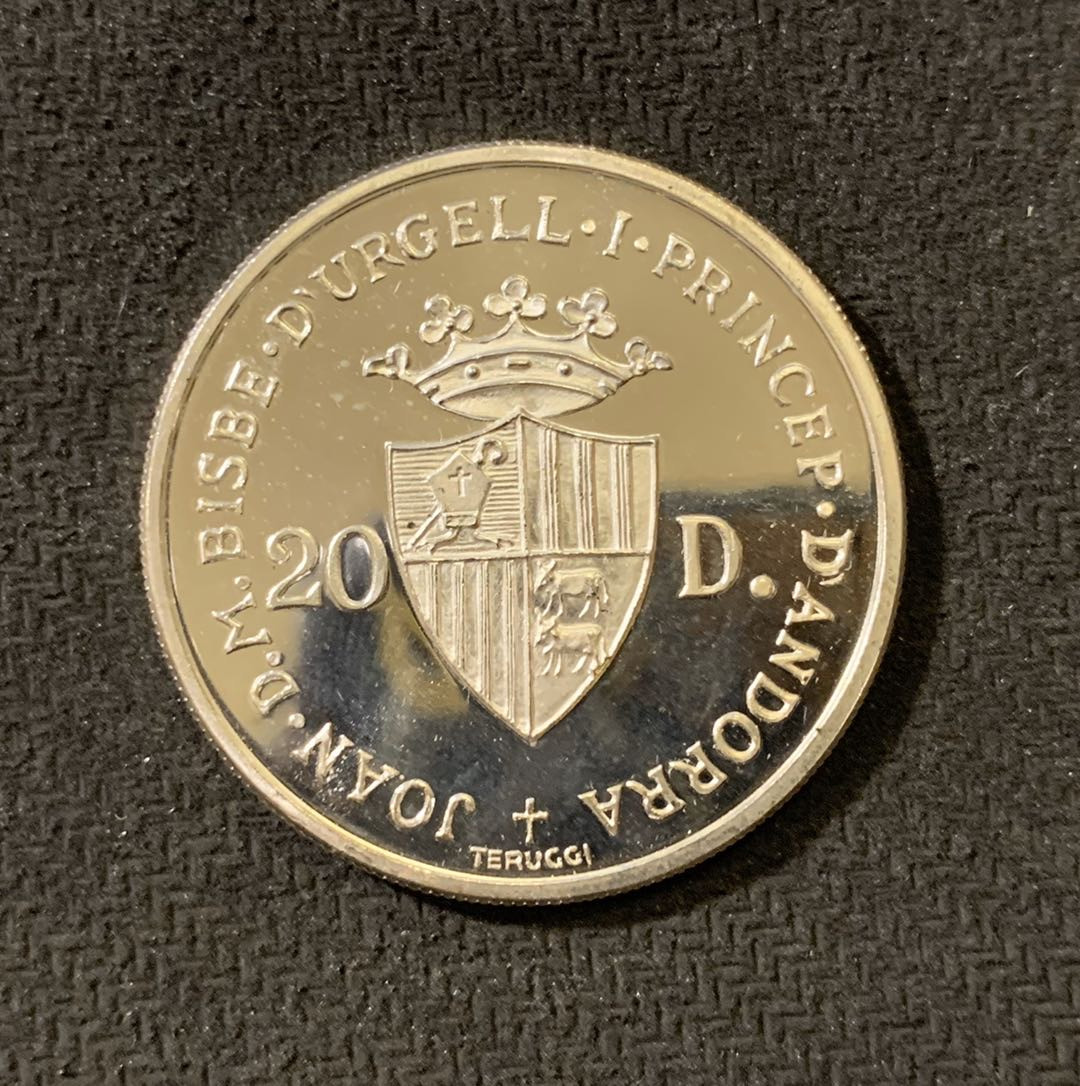 JOAN·D.M.BISBE·D'URGELL·I·PRINCEP·D'ANDORRA
20 D.
TERUGGI